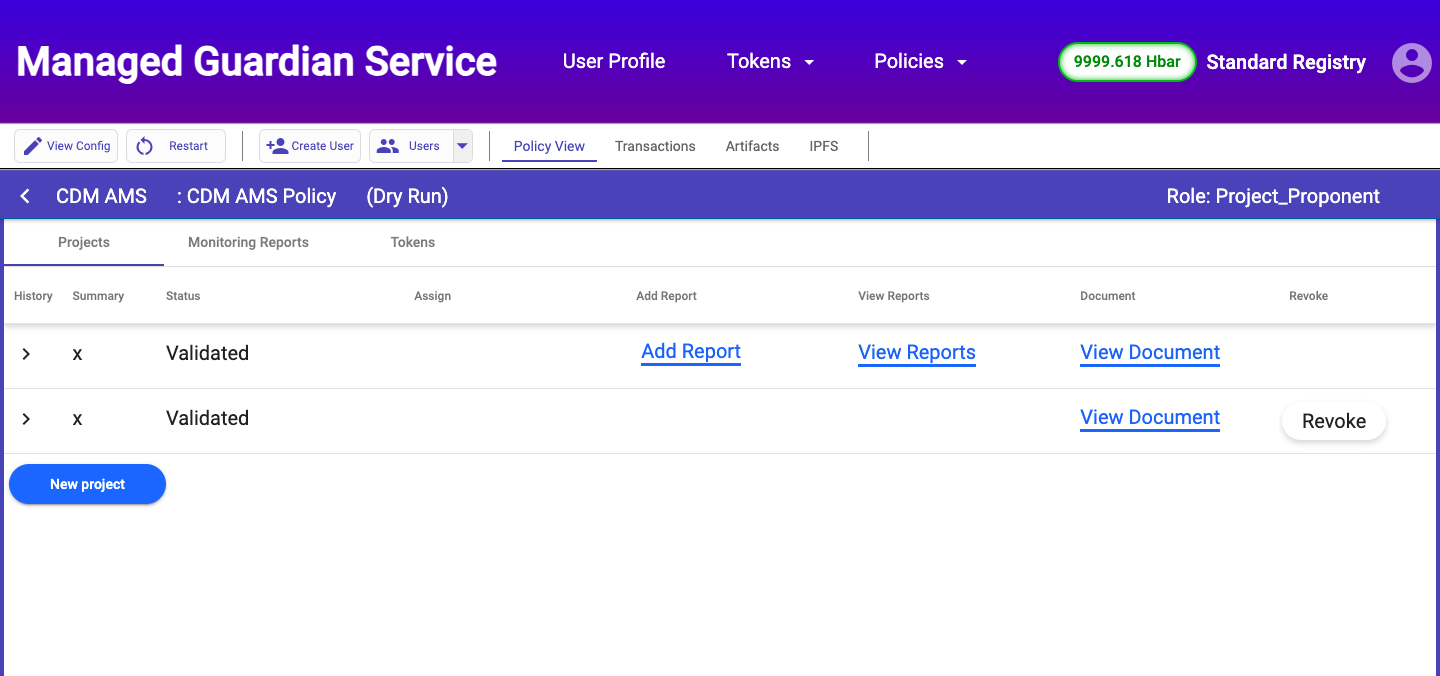 Managed Guardian Service User Profile Tokens Policies 9999.618 Hbar Standard Registry
View Config Restart Create User Users Policy View Transactions Artifacts IPFS
CDM AMS : CDM AMS Policy (Dry Run) Role: Project_Proponent
Projects Monitoring Reports Tokens
History Summary Status Assign Add Report View Reports Document Revoke
x Validated Add Report View Reports View Document
x Validated View Document Revoke
New project